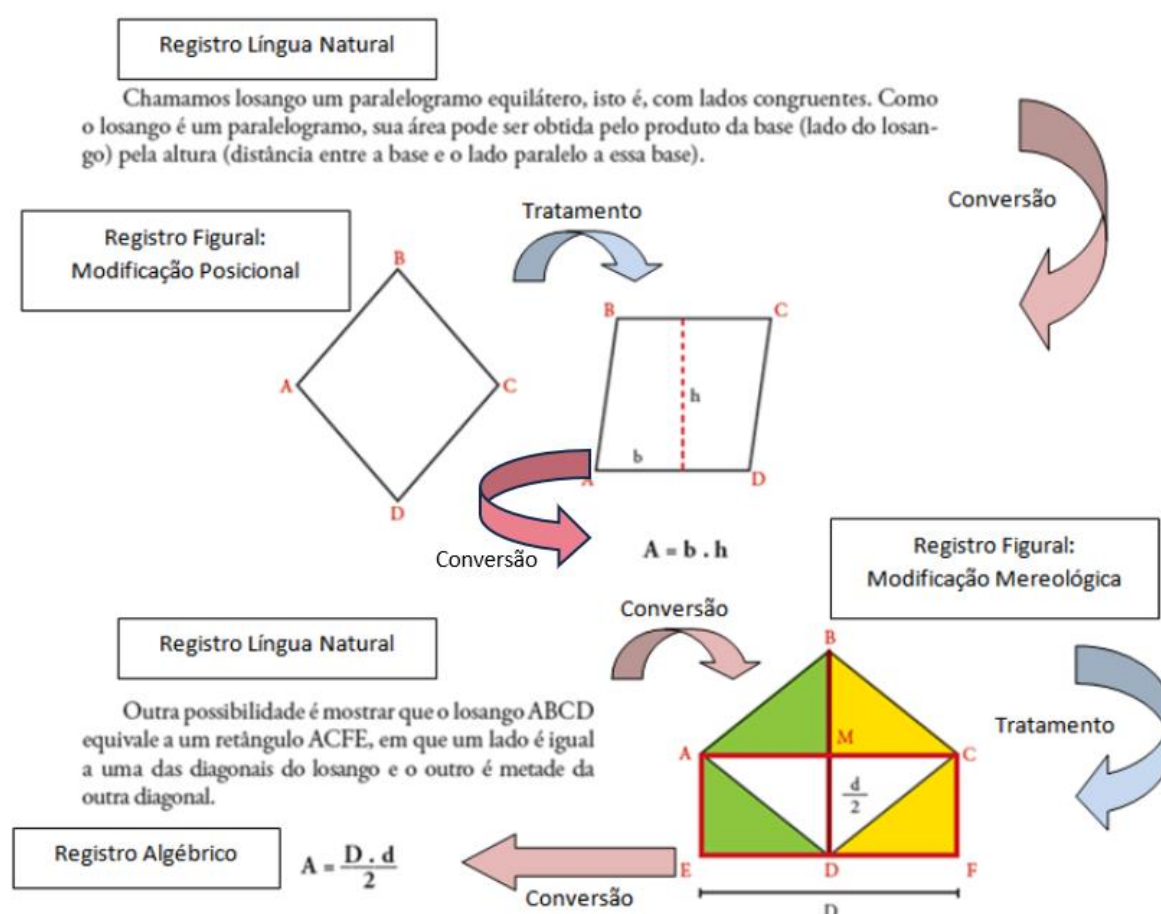 Registro Língua Natural
Chamamos losango um paralelogramo equilátero, isto é, com lados congruentes. Como
o losango é um paralelogramo, sua área pode ser obtida pelo produto da base (lado do losan-
go) pela altura (distância entre a base e o lado paralelo a essa base).
Conversão
Registro Figural:
Modificação Posicional
Tratamento
B
A
C
D
B
C
h
b
A
D
Conversão
A = b . h
Registro Figural:
Modificação Mereológica
Registro Língua Natural
Conversão
Outra possibilidade é mostrar que o losango ABCD
equivale a um retângulo ACFE, em que um lado é igual
a uma das diagonais do losango e o outro é metade da
outra diagonal.
B
M
A
C
d
2
E
D
F
D
Tratamento
Registro Algébrico
A = D . d
2
Conversão